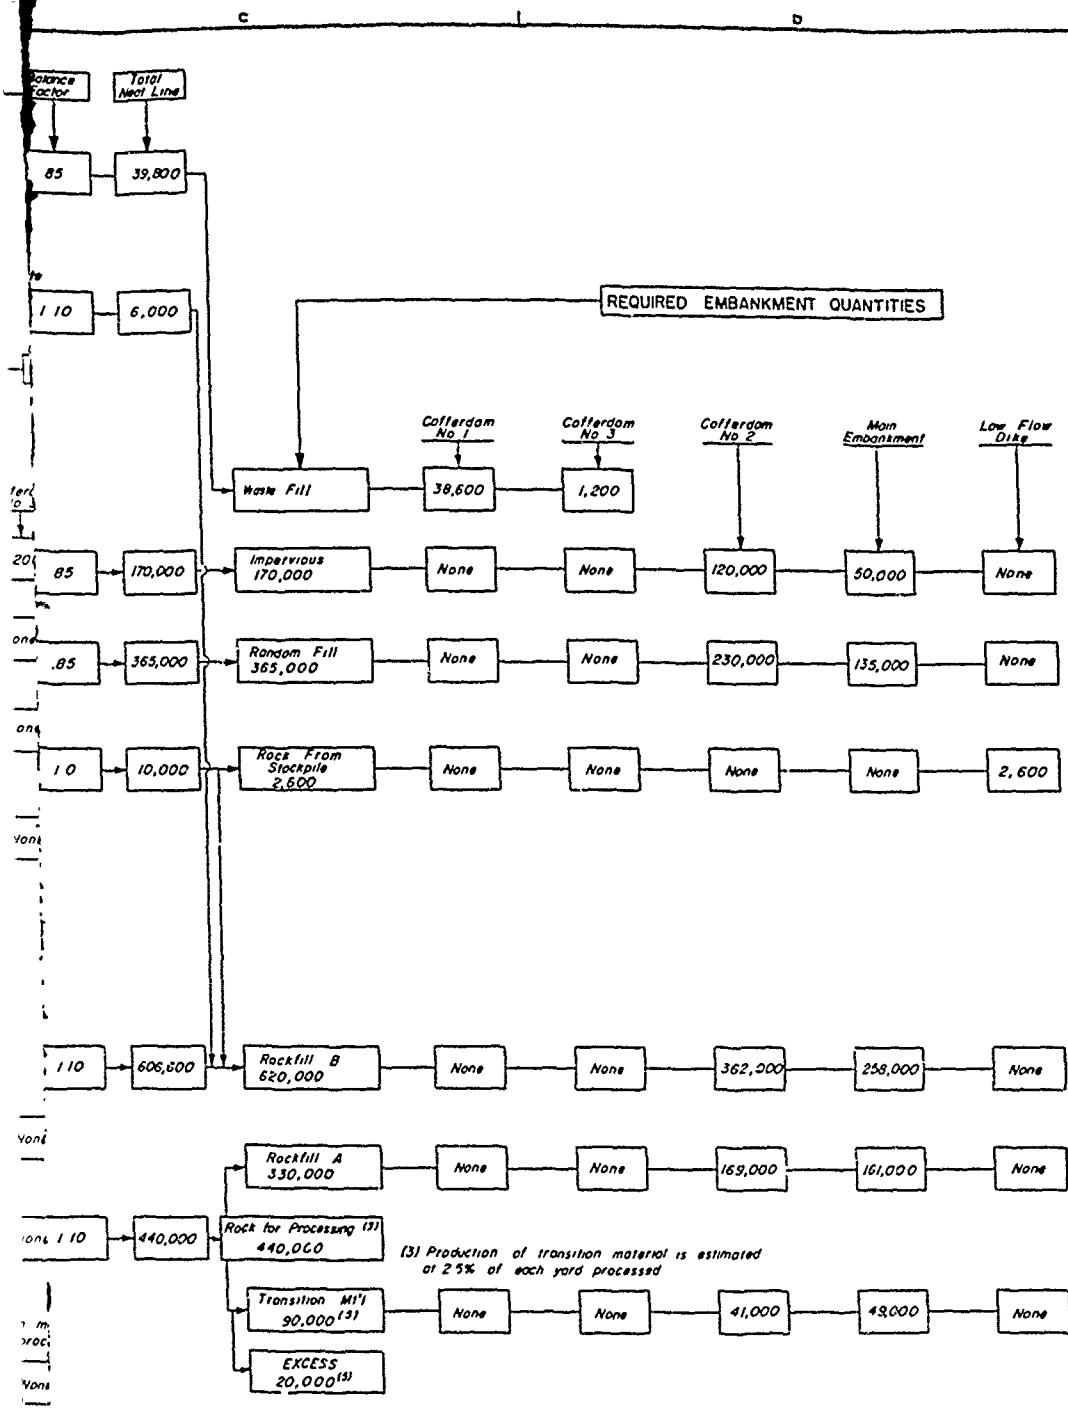 C
D
Balance
Factor
Total
Neat Line
85
39,800
1 10
6,000
REQUIRED EMBANKMENT QUANTITIES
Cofferdam
No 1
Cofferdam
No 3
Cofferdam
No 2
Main
Embankment
Low Flow
Dike
Waste Fill
38,600
1,200
85
170,000
Impervious
170,000
None
None
120,000
50,000
None
.85
365,000
Random Fill
365,000
None
None
230,000
135,000
None
1 0
10,000
Rock From
Stockpile
2,600
None
None
None
None
2,600
1 10
606,600
Rockfill B
620,000
None
None
362,000
258,000
None
Rockfill A
330,000
None
None
169,000
161,000
None
1 10
440,000
Rock for Processing (3)
440,000
(3) Production of transition material is estimated
at 25% of each yard processed
Transition Mt'l
90,000 (3)
None
None
41,000
49,000
None
EXCESS
20,000 (3)